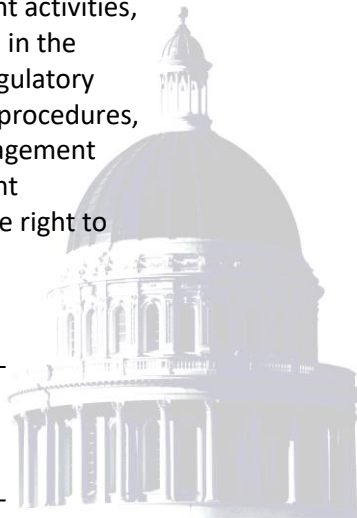 nt activities,
in the
gulatory
procedures,
agement
nt
e right to